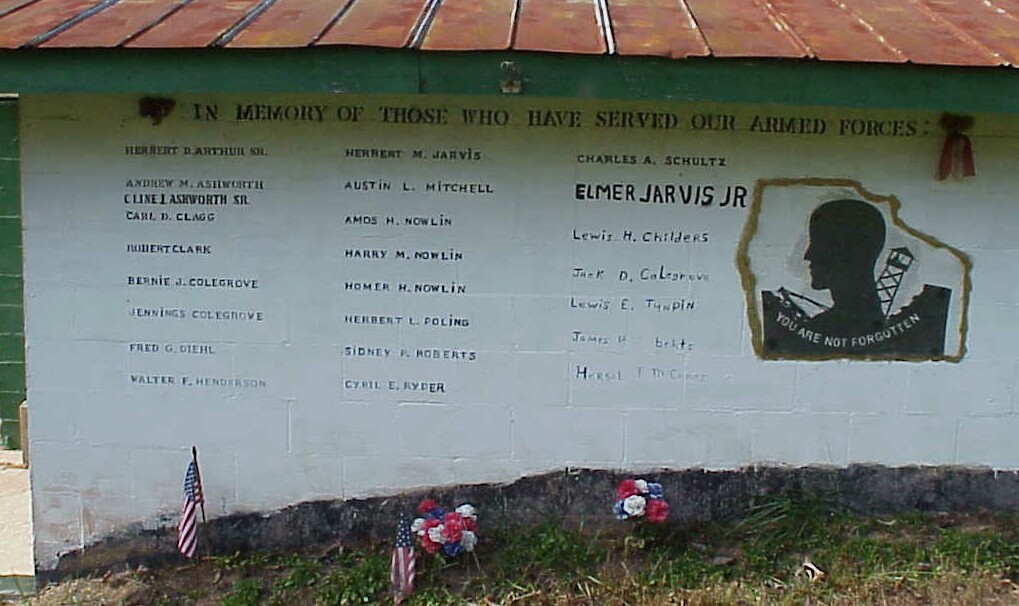 IN MEMORY OF THOSE WHO HAVE SERVED OUR ARMED FORCES:
HERBERT D. ARTHUR SR.
ANDREW M. ASHWORTH
CLINE J. ASHWORTH SR.
CARL D. CLAGG
ROBERT CLARK
BERNIE J. COLEGROVE
JENNINGS COLEGROVE
FRED G. DIEHL
WALTER F. HENDERSON
HERBERT M. JARVIS
AUSTIN L. MITCHELL
AMOS H. NOWLIN
HARRY M. NOWLIN
HOMER H. NOWLIN
HERBERT L. POLING
SIDNEY P. ROBERTS
CYRIL E. RYDER
CHARLES A. SCHULTZ
ELMER JARVIS JR
Lewis H. Childers
Jack D. Colegrove
Lewis E. Turpin
James
Hersel
YOU ARE NOT FORGOTTEN